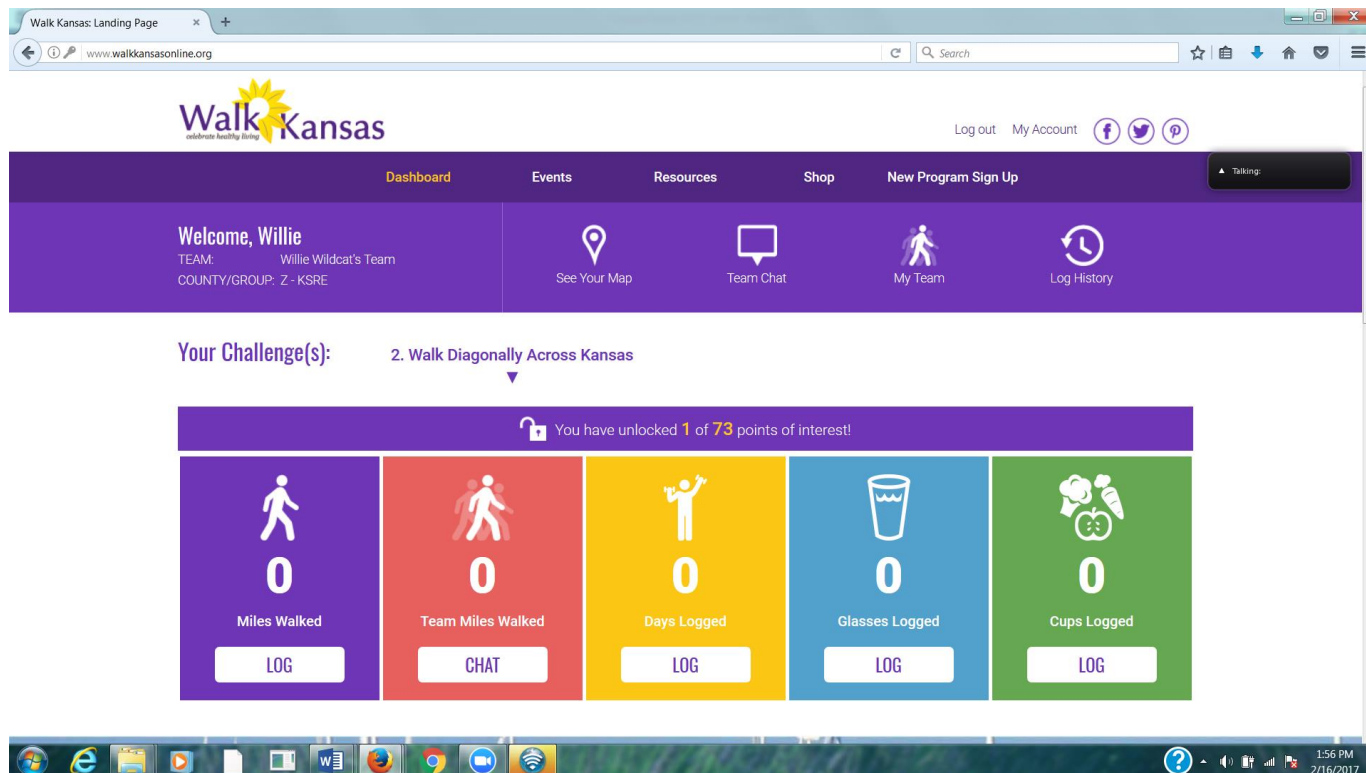 Walk Kansas: Landing Page × +
www.walkkansasonline.org Search
Walk Kansas
celebrate healthy living
Log out My Account
Dashboard Events Resources Shop New Program Sign Up
Talking:
Welcome, Willie
TEAM: Willie Wildcat's Team
COUNTY/GROUP: Z - KSRE
See Your Map Team Chat My Team Log History
Your Challenge(s): 2. Walk Diagonally Across Kansas
You have unlocked 1 of 73 points of interest!
0 0 0 0 0
Miles Walked Team Miles Walked Days Logged Glasses Logged Cups Logged
LOG CHAT LOG LOG LOG
1:56 PM
2/16/2017